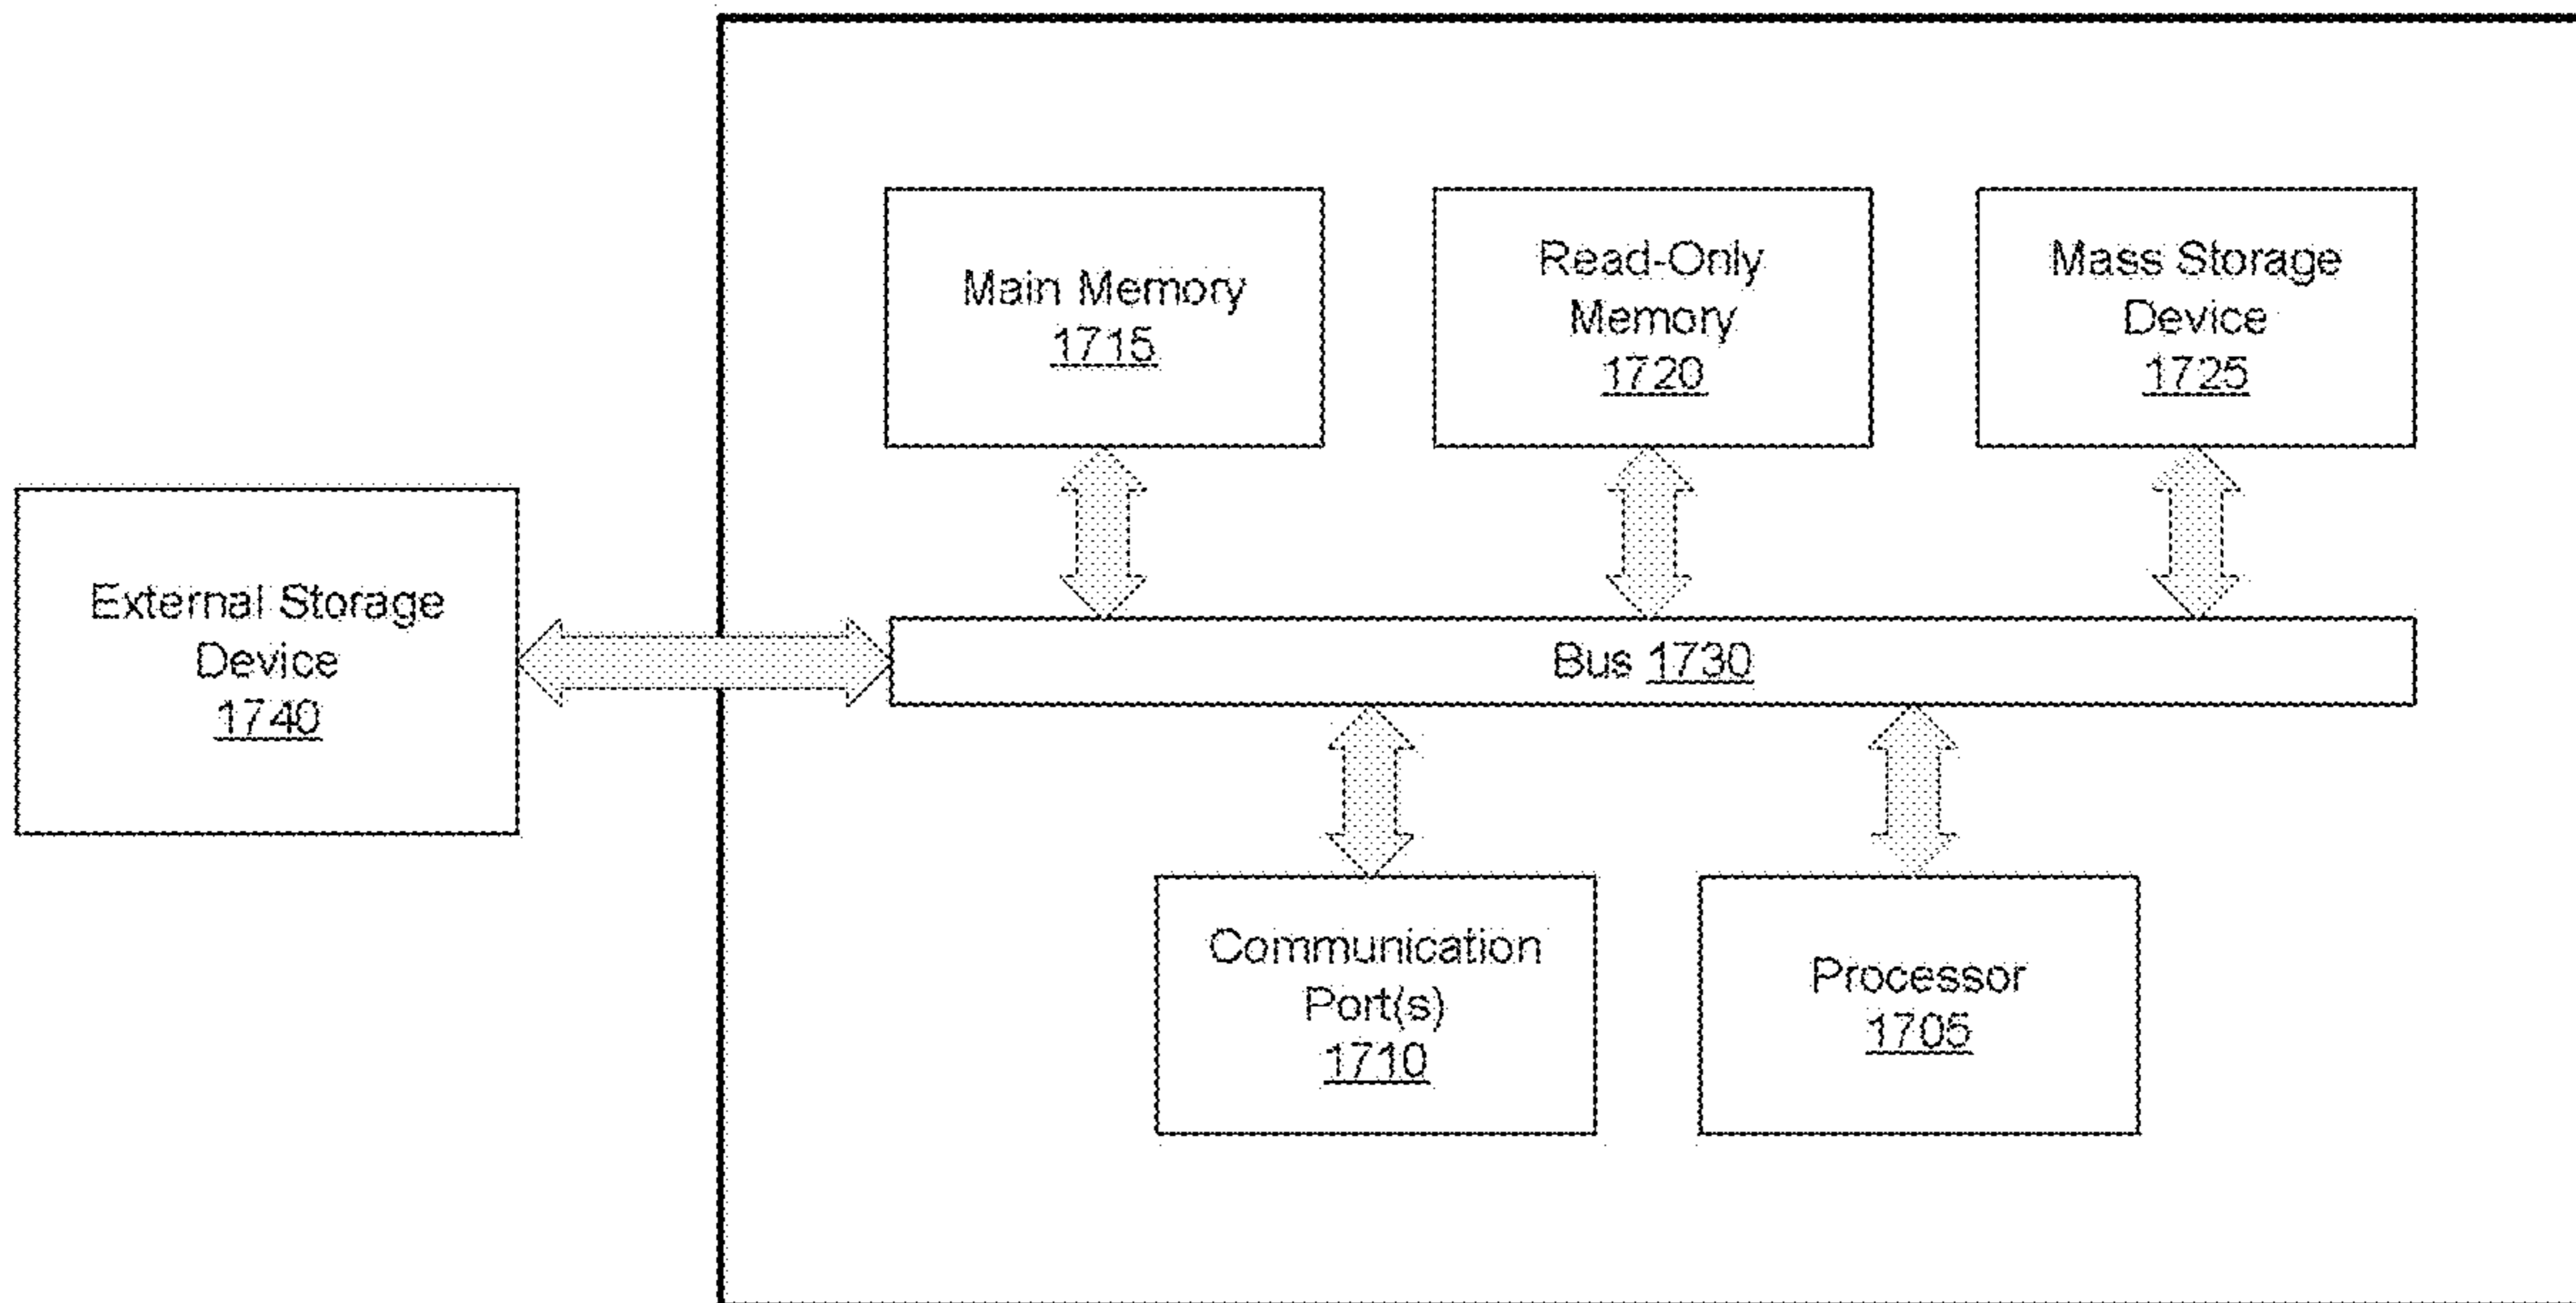 Main Memory
1715
Read-Only
Memory
1720
Mass Storage
Device
1725
External Storage
Device
1740
Bus 1730
Communication
Port(s)
1710
Processor
1705